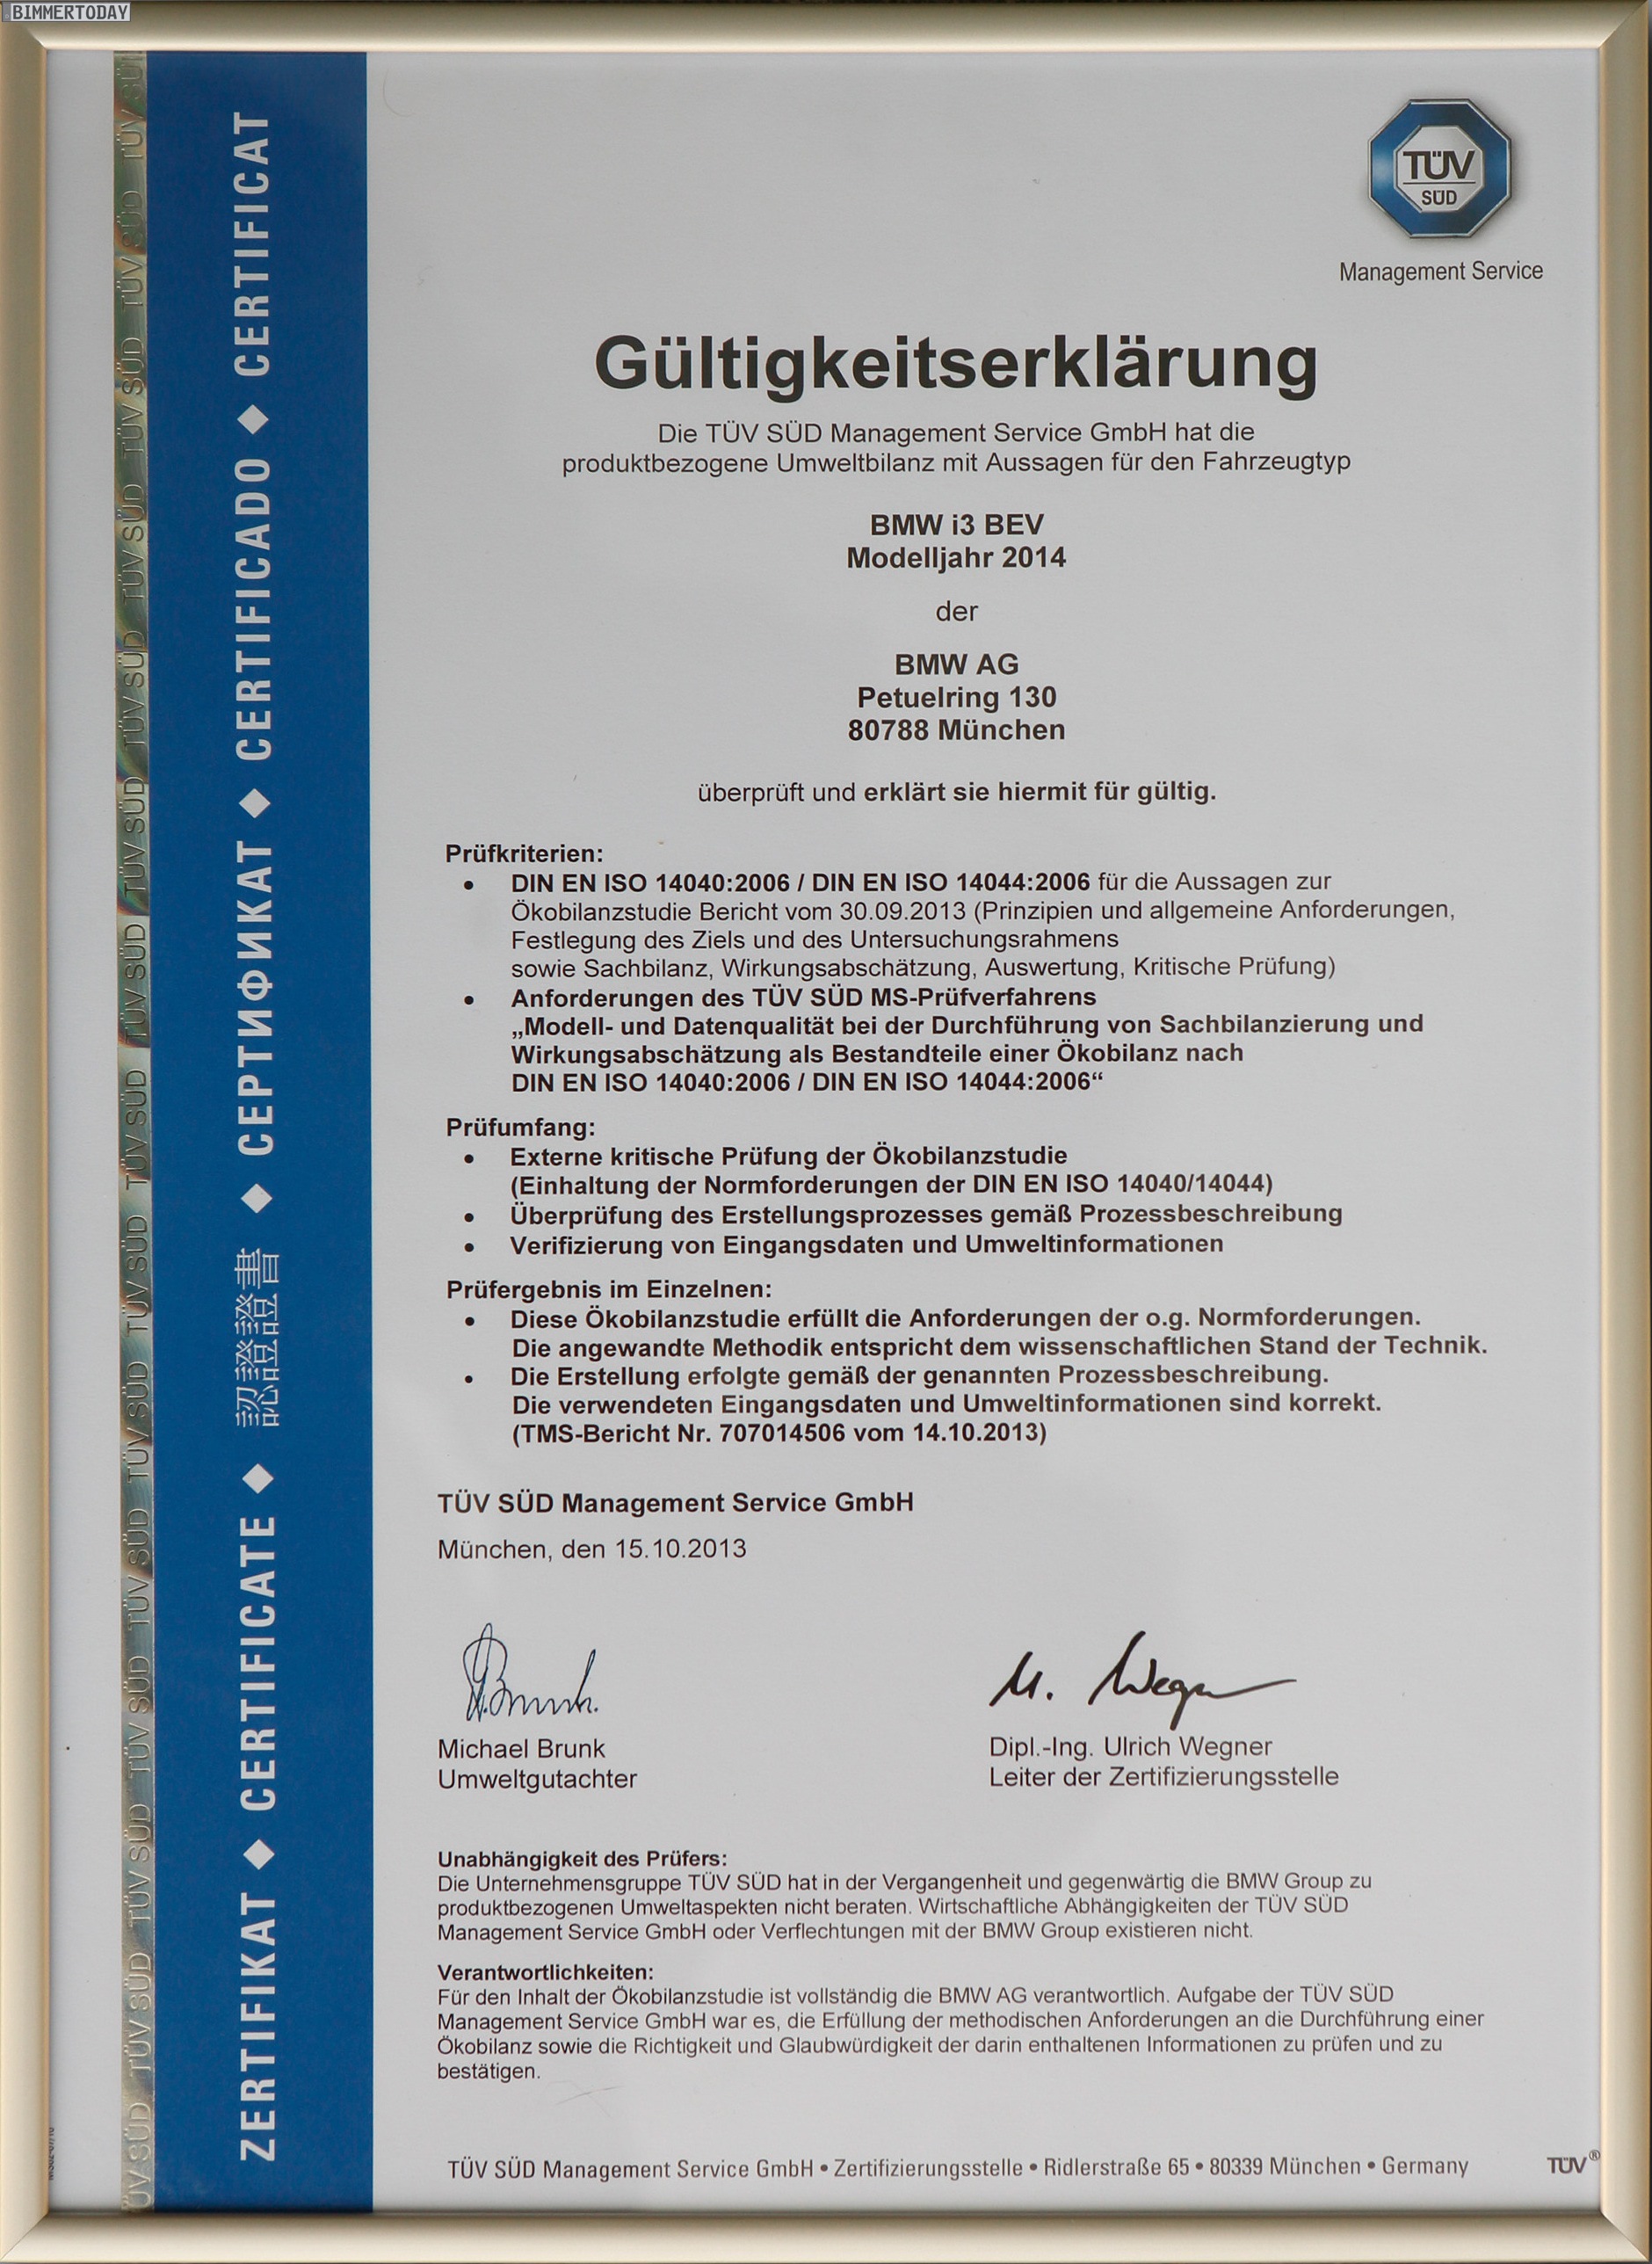 BIMMERTODAY
TÜV
SÜD
Management Service
ZERTIFIKAT ◆ CERTIFICATE ◆ 認證證書 ◆ СЕРТИФИКАТ ◆ CERTIFICADO ◆ CERTIFICAT
Gültigkeitserklärung
Die TÜV SÜD Management Service GmbH hat die
produktbezogene Umweltbilanz mit Aussagen für den Fahrzeugtyp
BMW i3 BEV
Modelljahr 2014
der
BMW AG
Petuelring 130
80788 München
überprüft und erklärt sie hiermit für gültig.
Prüfkriterien:
• DIN EN ISO 14040:2006 / DIN EN ISO 14044:2006 für die Aussagen zur
Ökobilanzstudie Bericht vom 30.09.2013 (Prinzipien und allgemeine Anforderungen,
Festlegung des Ziels und des Untersuchungsrahmens
sowie Sachbilanz, Wirkungsabschätzung, Auswertung, Kritische Prüfung)
• Anforderungen des TÜV SÜD MS-Prüfverfahrens
„Modell- und Datenqualität bei der Durchführung von Sachbilanzierung und
Wirkungsabschätzung als Bestandteile einer Ökobilanz nach
DIN EN ISO 14040:2006 / DIN EN ISO 14044:2006“
Prüfumfang:
• Externe kritische Prüfung der Ökobilanzstudie
(Einhaltung der Normforderungen der DIN EN ISO 14040/14044)
• Überprüfung des Erstellungsprozesses gemäß Prozessbeschreibung
• Verifizierung von Eingangsdaten und Umweltinformationen
Prüfergebnis im Einzelnen:
• Diese Ökobilanzstudie erfüllt die Anforderungen der o.g. Normforderungen.
Die angewandte Methodik entspricht dem wissenschaftlichen Stand der Technik.
• Die Erstellung erfolgte gemäß der genannten Prozessbeschreibung.
Die verwendeten Eingangsdaten und Umweltinformationen sind korrekt.
(TMS-Bericht Nr. 707014506 vom 14.10.2013)
TÜV SÜD Management Service GmbH
München, den 15.10.2013
Michael Brunk
Umweltgutachter
Dipl.-Ing. Ulrich Wegner
Leiter der Zertifizierungsstelle
Unabhängigkeit des Prüfers:
Die Unternehmensgruppe TÜV SÜD hat in der Vergangenheit und gegenwärtig die BMW Group zu
produktbezogenen Umweltaspekten nicht beraten. Wirtschaftliche Abhängigkeiten der TÜV SÜD
Management Service GmbH oder Verflechtungen mit der BMW Group existieren nicht.
Verantwortlichkeiten:
Für den Inhalt der Ökobilanzstudie ist vollständig die BMW AG verantwortlich. Aufgabe der TÜV SÜD
Management Service GmbH war es, die Erfüllung der methodischen Anforderungen an die Durchführung einer
Ökobilanz sowie die Richtigkeit und Glaubwürdigkeit der darin enthaltenen Informationen zu prüfen und zu
bestätigen.
TÜV SÜD Management Service GmbH • Zertifizierungsstelle • Ridlerstraße 65 • 80339 München • Germany
TÜV®